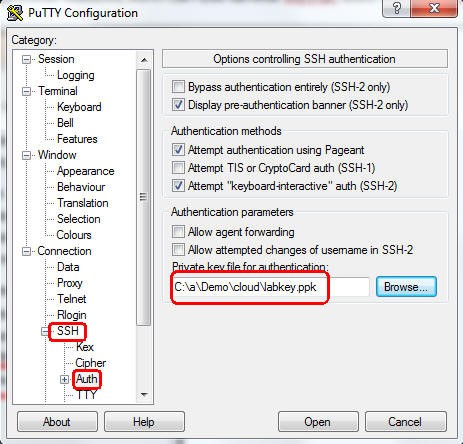 PuTTY Configuration
Category:
Session
Logging
Terminal
Keyboard
Bell
Features
Window
Appearance
Behaviour
Translation
Selection
Colours
Connection
Data
Proxy
Telnet
Rlogin
SSH
Kex
Cipher
Auth
TTY
Options controlling SSH authentication
Bypass authentication entirely (SSH-2 only)
Display pre-authentication banner (SSH-2 only)
Authentication methods
Attempt authentication using Pageant
Attempt TIS or CryptoCard auth (SSH-1)
Attempt "keyboard-interactive" auth (SSH-2)
Authentication parameters
Allow agent forwarding
Allow attempted changes of username in SSH-2
Private key file for authentication:
C:\a\Demo\cloud\labkey.ppk
Browse...
About
Help
Open
Cancel